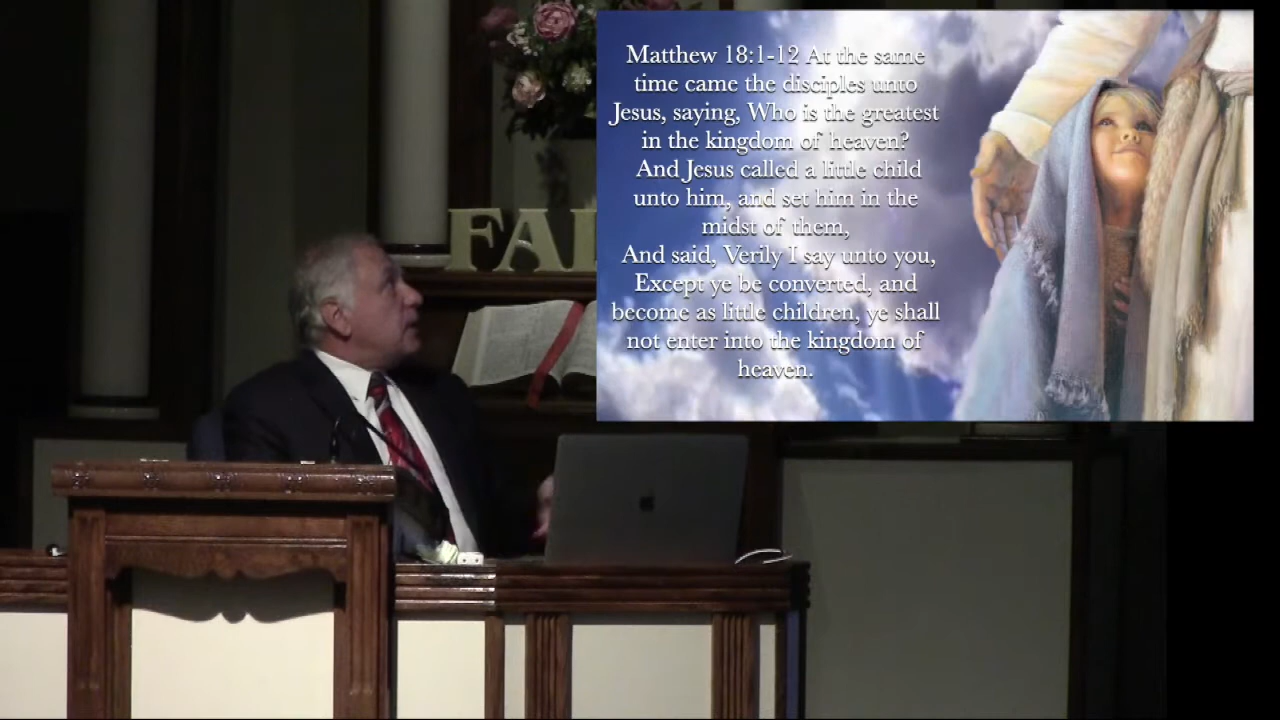 Matthew 18:1-12 At the same
time came the disciples unto
Jesus, saying, Who is the greatest
in the kingdom of heaven?
And Jesus called a little child
unto him, and set him in the
midst of them,
And said, Verily I say unto you,
Except ye be converted, and
become as little children, ye shall
not enter into the kingdom of
heaven.
FAI